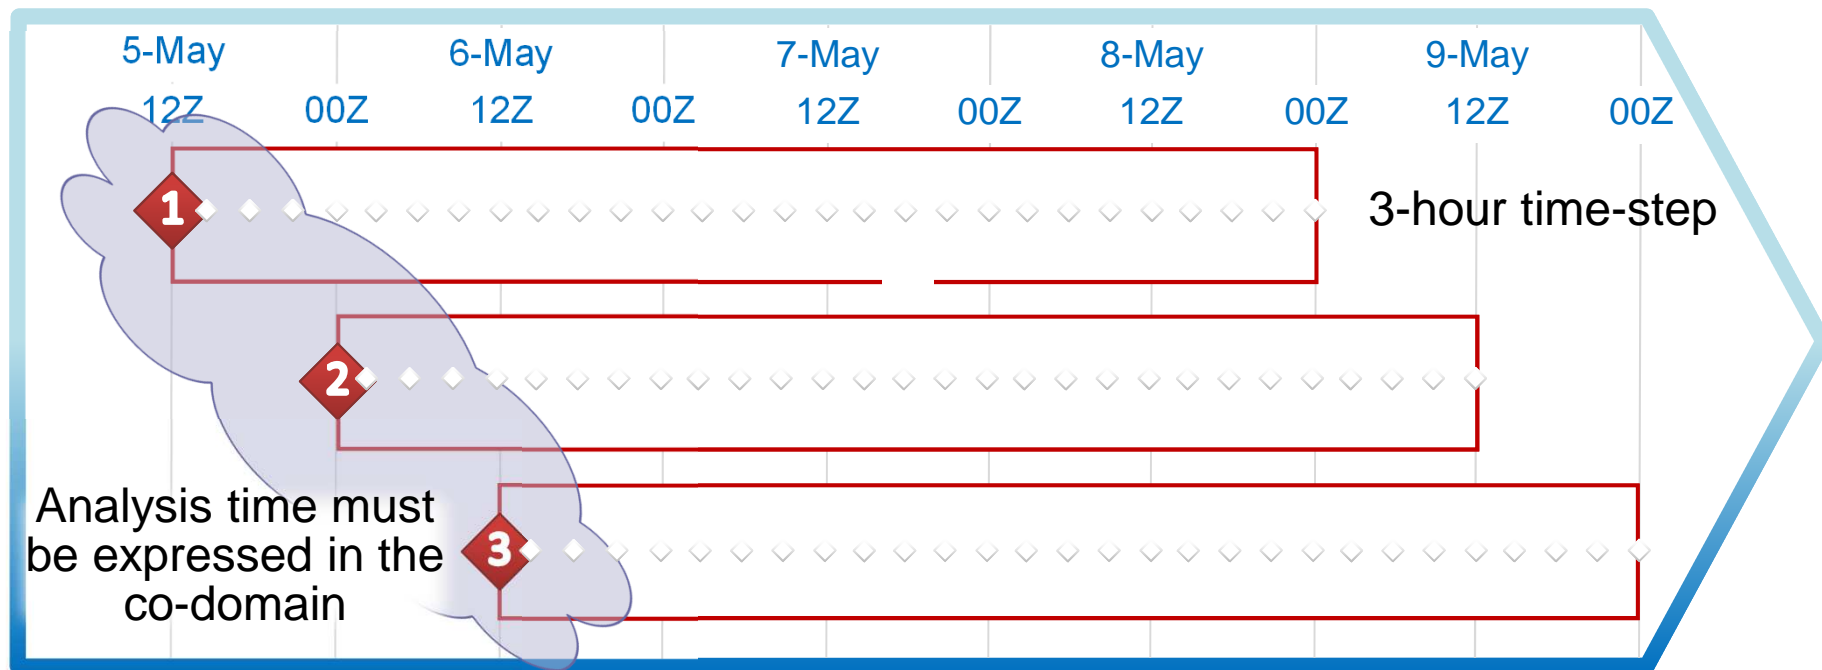 5-May 6-May 7-May 8-May 9-May
12Z 00Z 12Z 00Z 12Z 00Z 12Z 00Z 12Z 00Z
1
3-hour time-step
2
Analysis time must
be expressed in the
co-domain
3